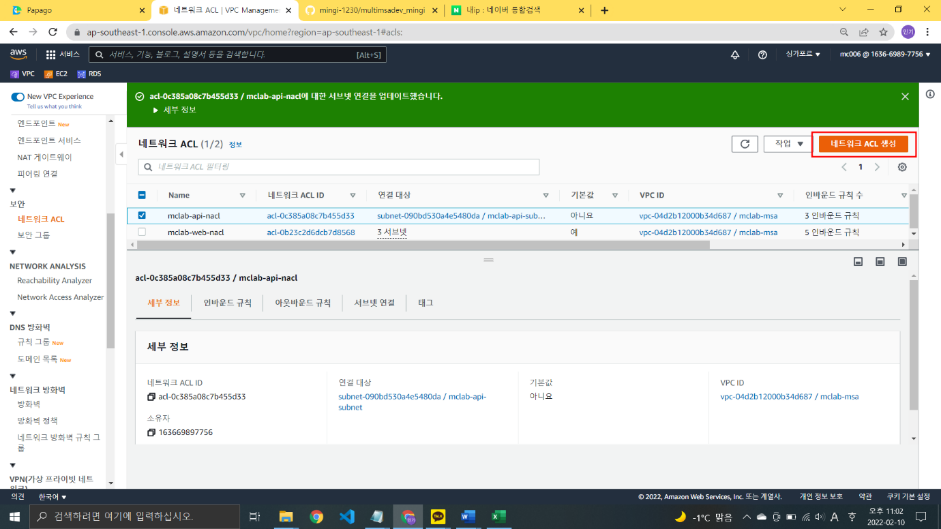 Papago
네트워크 ACL | VPC Manageme
mingi-1230/multimsadev_mingi
내ip : 네이버 통합검색
ap-southeast-1.console.aws.amazon.com/vpc/home?region=ap-southeast-1#acls:
민기
aws
서비스
서비스, 기능, 블로그, 설명서 등을 검색합니다.
[Alt+S]
싱가포르
mc006 @ 1636-6989-7756
VPC
EC2
RDS
New VPC Experience
Tell us what you think
엔드포인트 New
엔드포인트 서비스
NAT 게이트웨이
피어링 연결
보안
네트워크 ACL
보안 그룹
NETWORK ANALYSIS
Reachability Analyzer
Network Access Analyzer
DNS 방화벽
규칙 그룹 New
도메인 목록 New
네트워크 방화벽
방화벽
방화벽 정책
네트워크 방화벽 규칙 그
룹
VPN(가상 프라이빗 네트
워크)
acl-0c385a08c7b455d33 / mclab-api-nacl에 대한 서브넷 연결을 업데이트했습니다.
세부 정보
네트워크 ACL (1/2) 정보
작업
네트워크 ACL 생성
네트워크 ACL 필터링
1
Name 네트워크 ACL ID 연결 대상 기본값 VPC ID 인바운드 규칙 수
mclab-api-nacl acl-0c385a08c7b455d33 subnet-090bd530a4e5480da / mclab-api-sub... 아니요 vpc-04d2b12000b34d687 / mclab-msa 3 인바운드 규칙
mclab-web-nacl acl-0b23c2d6dcb7d8568 3 서브넷 예 vpc-04d2b12000b34d687 / mclab-msa 5 인바운드 규칙
acl-0c385a08c7b455d33 / mclab-api-nacl
세부 정보 인바운드 규칙 아웃바운드 규칙 서브넷 연결 태그
세부 정보
네트워크 ACL ID
acl-0c385a08c7b455d33
소유자
163669897756
연결 대상
subnet-090bd530a4e5480da / mclab-api-
subnet
기본값
아니요
VPC ID
vpc-04d2b12000b34d687 / mclab-msa
의견
한국어
© 2022, Amazon Web Services, Inc. 또는 계열사.
개인 정보 보호
약관
쿠키 기본 설정
검색하려면 여기에 입력하십시오.
-1°C 맑음
A
오후 11:02
2022-02-10